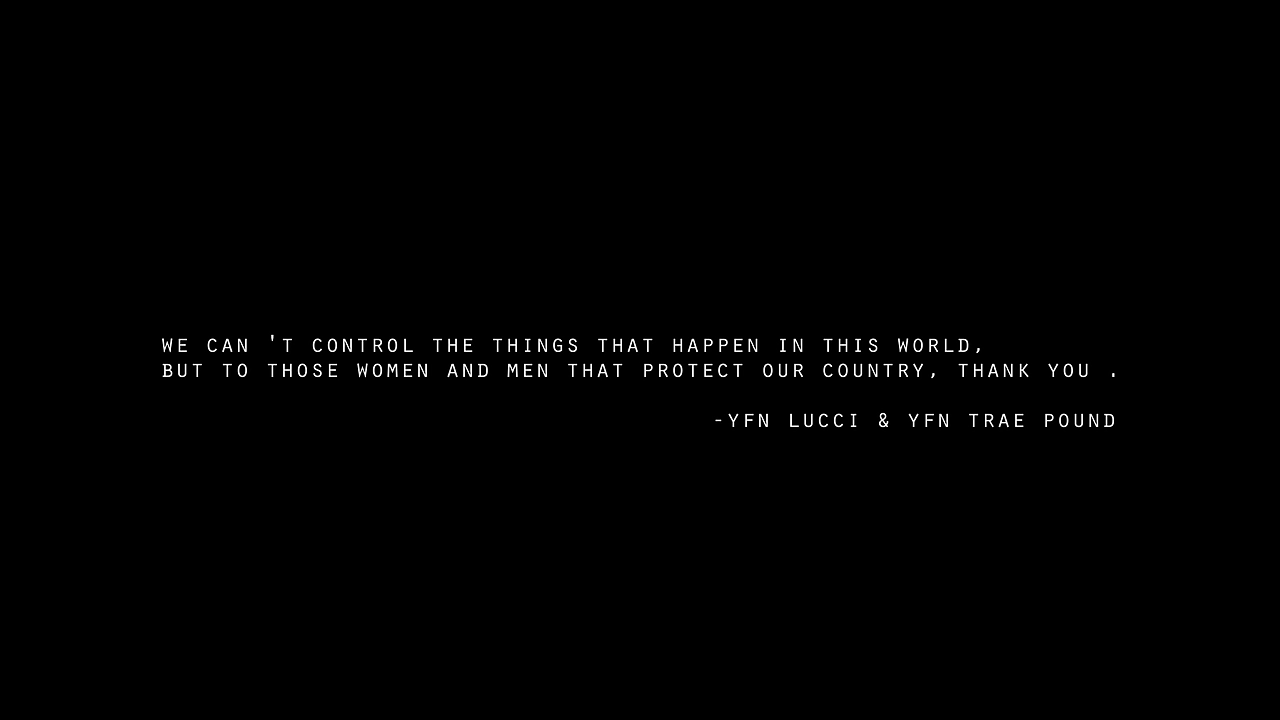 WE CAN 'T CONTROL THE THINGS THAT HAPPEN IN THIS WORLD,
BUT TO THOSE WOMEN AND MEN THAT PROTECT OUR COUNTRY, THANK YOU .
-YFN LUCCI & YFN TRAE POUND